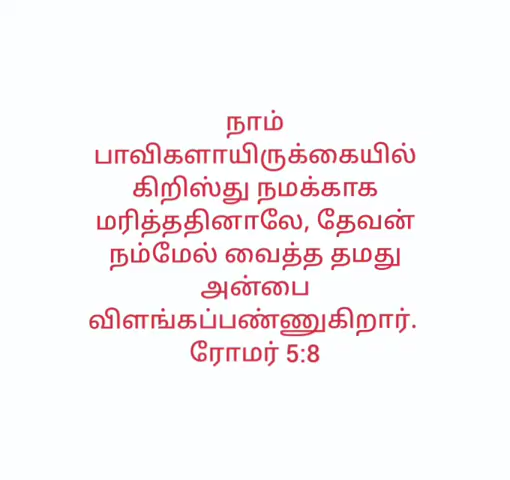 நாம்
பாவிகளாயிருக்கையில்
கிறிஸ்து நமக்காக
மரித்ததினாலே, தேவன்
நம்மேல் வைத்த தமது
அன்பை
விளங்கப்பண்ணுகிறார்.
ரோமர் 5:8